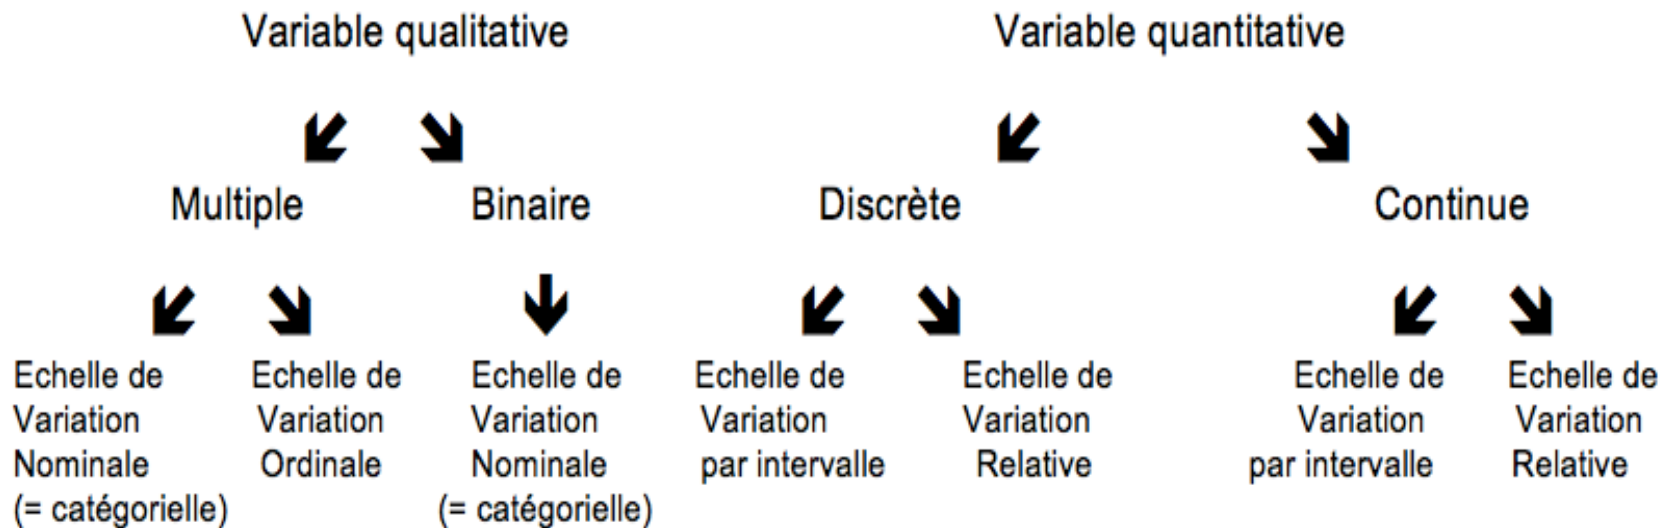 Variable qualitative
Variable quantitative
Multiple
Binaire
Discrète
Continue
Echelle de
Variation
Nominale
(= catégorielle)
Echelle de
Variation
Ordinale
Echelle de
Variation
Nominale
(= catégorielle)
Echelle de
Variation
par intervalle
Echelle de
Variation
Relative
Echelle de
Variation
par intervalle
Echelle de
Variation
Relative